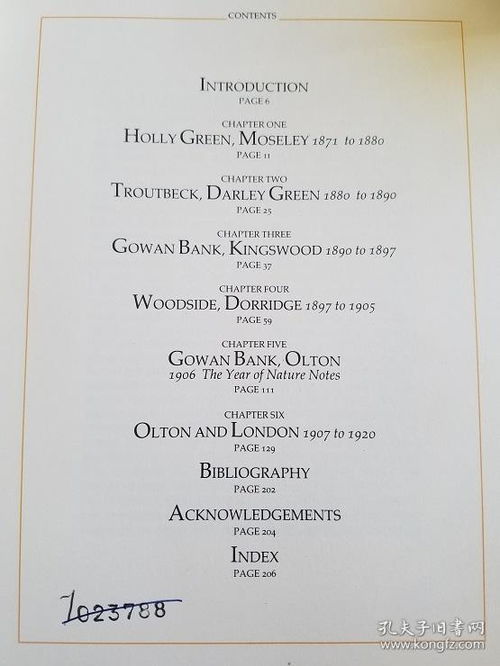 CONTENTS
INTRODUCTION
PAGE 6
CHAPTER ONE
HOLLY GREEN, MOSELEY 1871 to 1880
PAGE 11
CHAPTER TWO
TROUTBECK, DARLEY GREEN 1880 to 1890
PAGE 25
CHAPTER THREE
GOWAN BANK, KINGSWOOD 1890 to 1897
PAGE 37
CHAPTER FOUR
WOODSIDE, DORRIDGE 1897 to 1905
PAGE 59
CHAPTER FIVE
GOWAN BANK, OLTON
1906 The Year of Nature Notes
PAGE 111
CHAPTER SIX
OLTON AND LONDON 1907 to 1920
PAGE 129
BIBLIOGRAPHY
PAGE 202
ACKNOWLEDGEMENTS
PAGE 204
INDEX
PAGE 206
7023788
孔夫子旧书网
www.kongfz.com